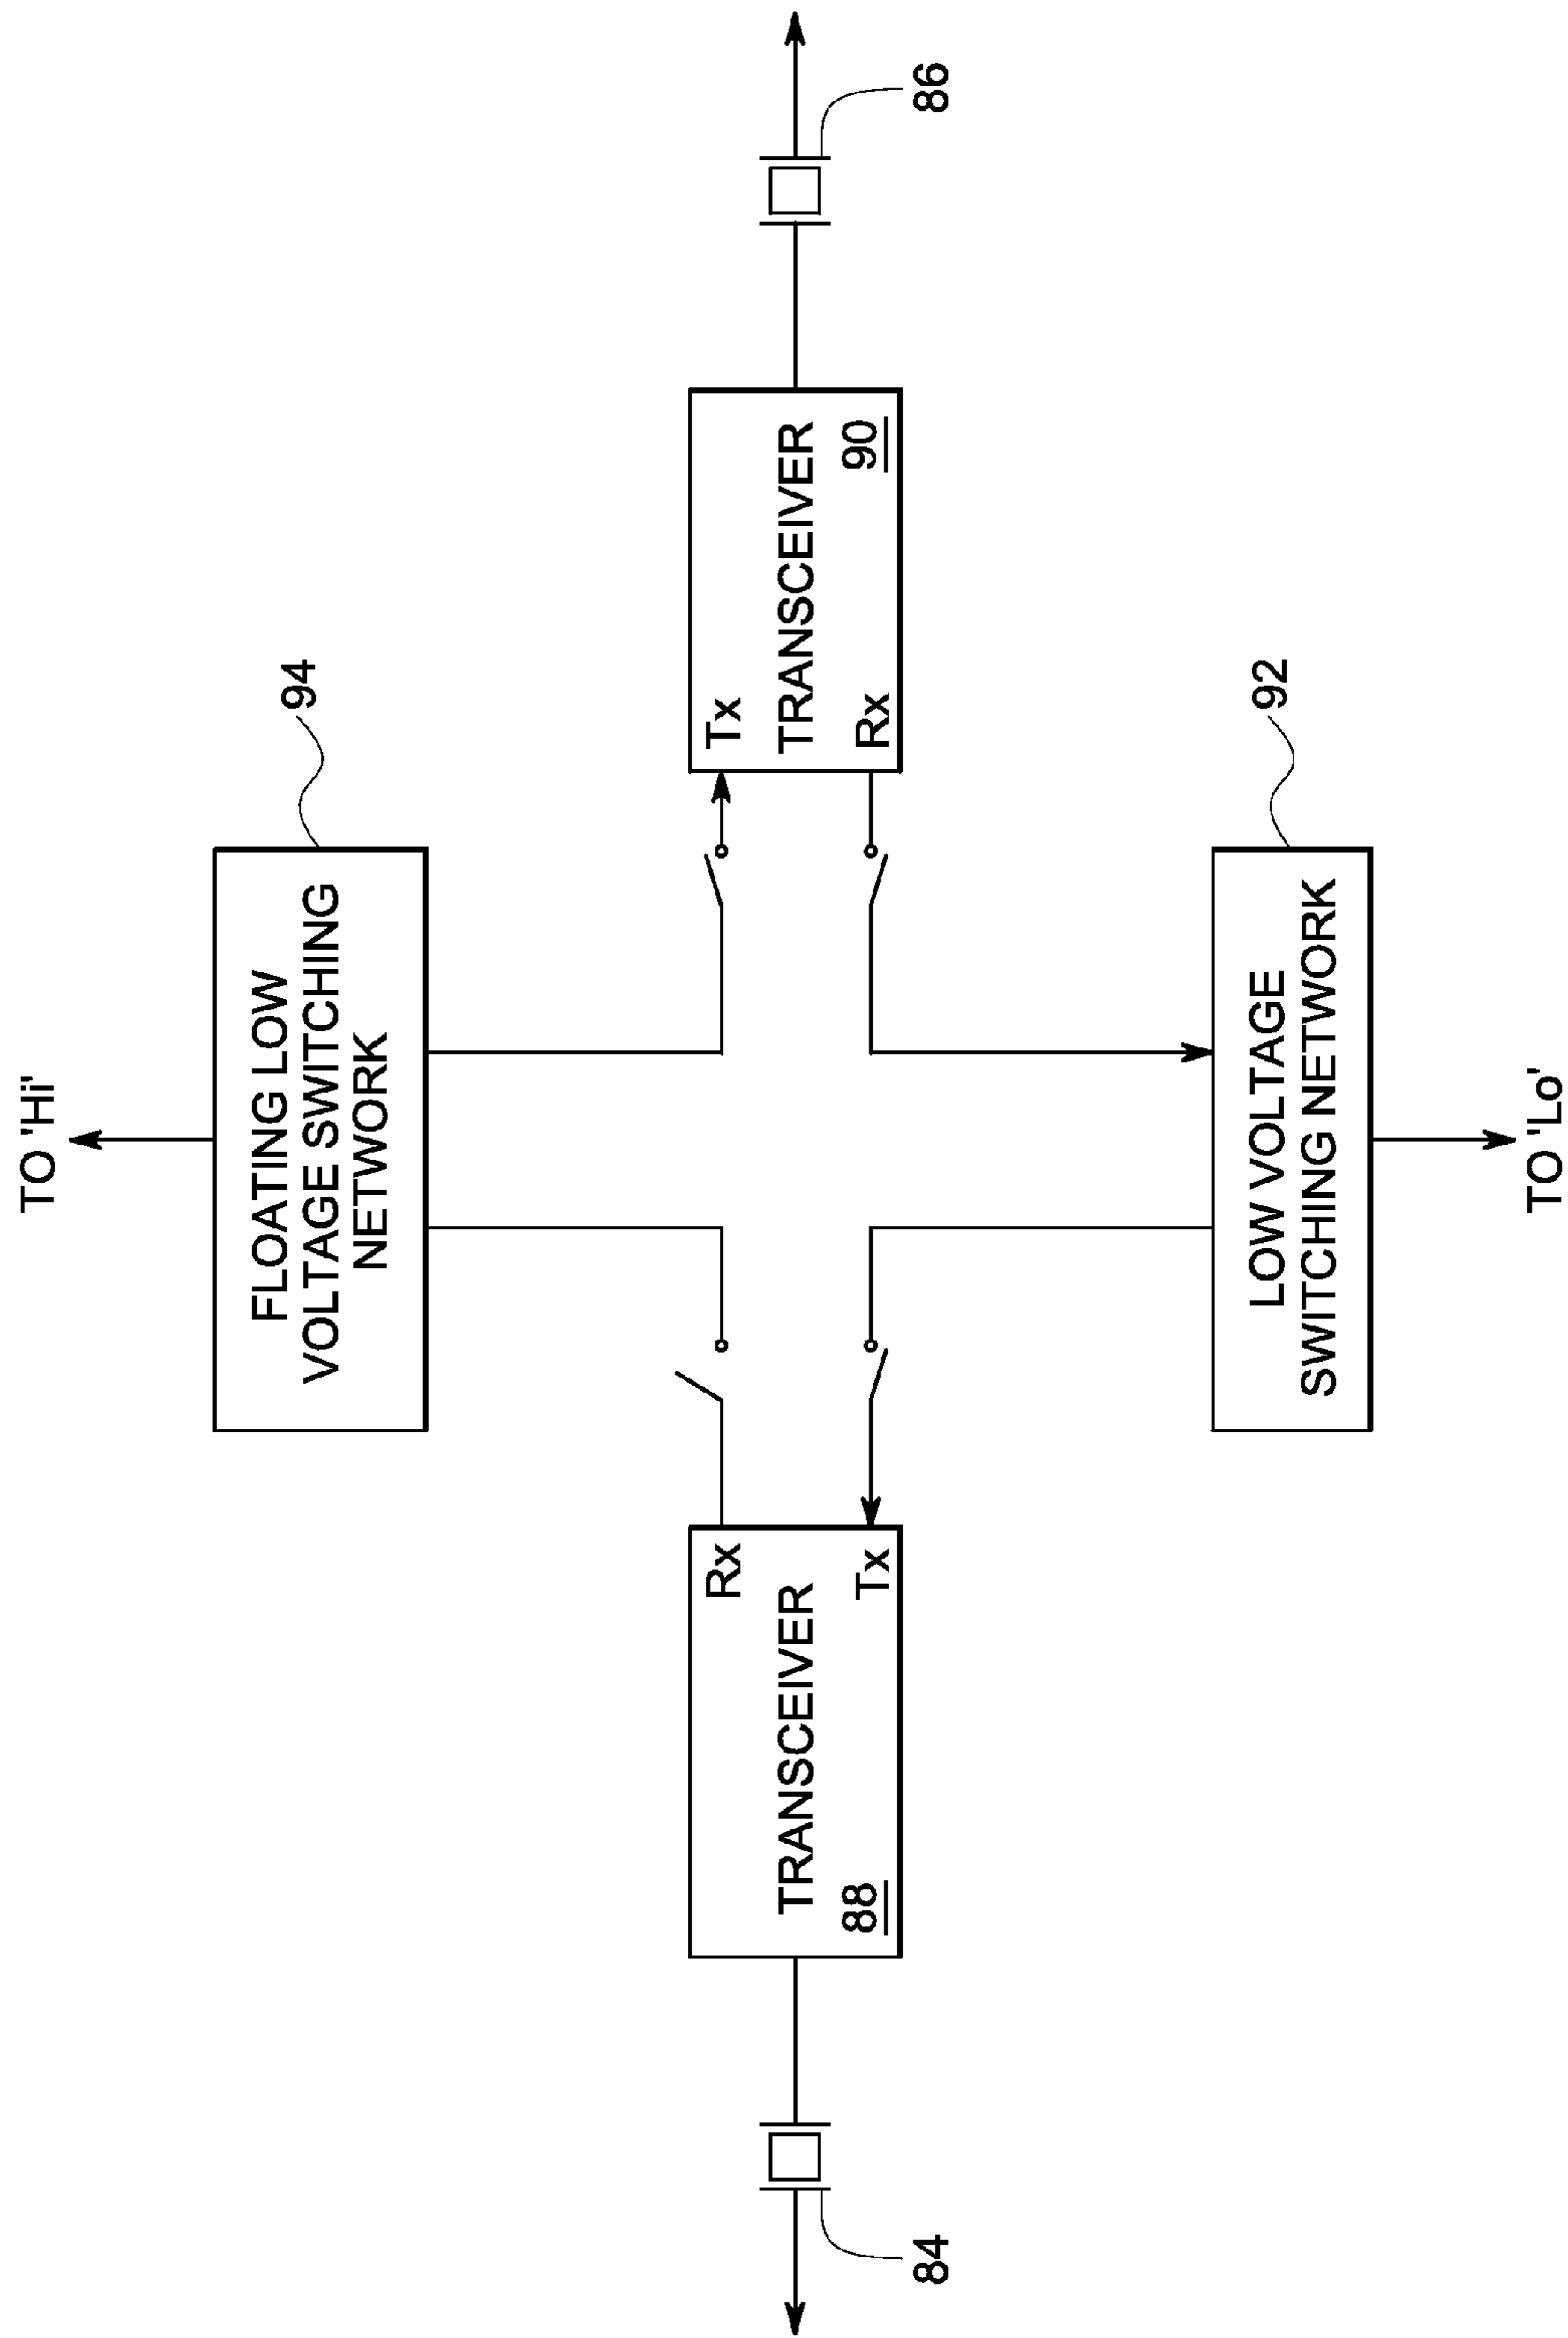 TO 'Hi'
FLOATING LOW
VOLTAGE SWITCHING
NETWORK
94
84
Rx
TRANSCEIVER
88
Tx
Tx
TRANSCEIVER
Rx
90
86
LOW VOLTAGE
SWITCHING NETWORK
92
TO 'Lo'